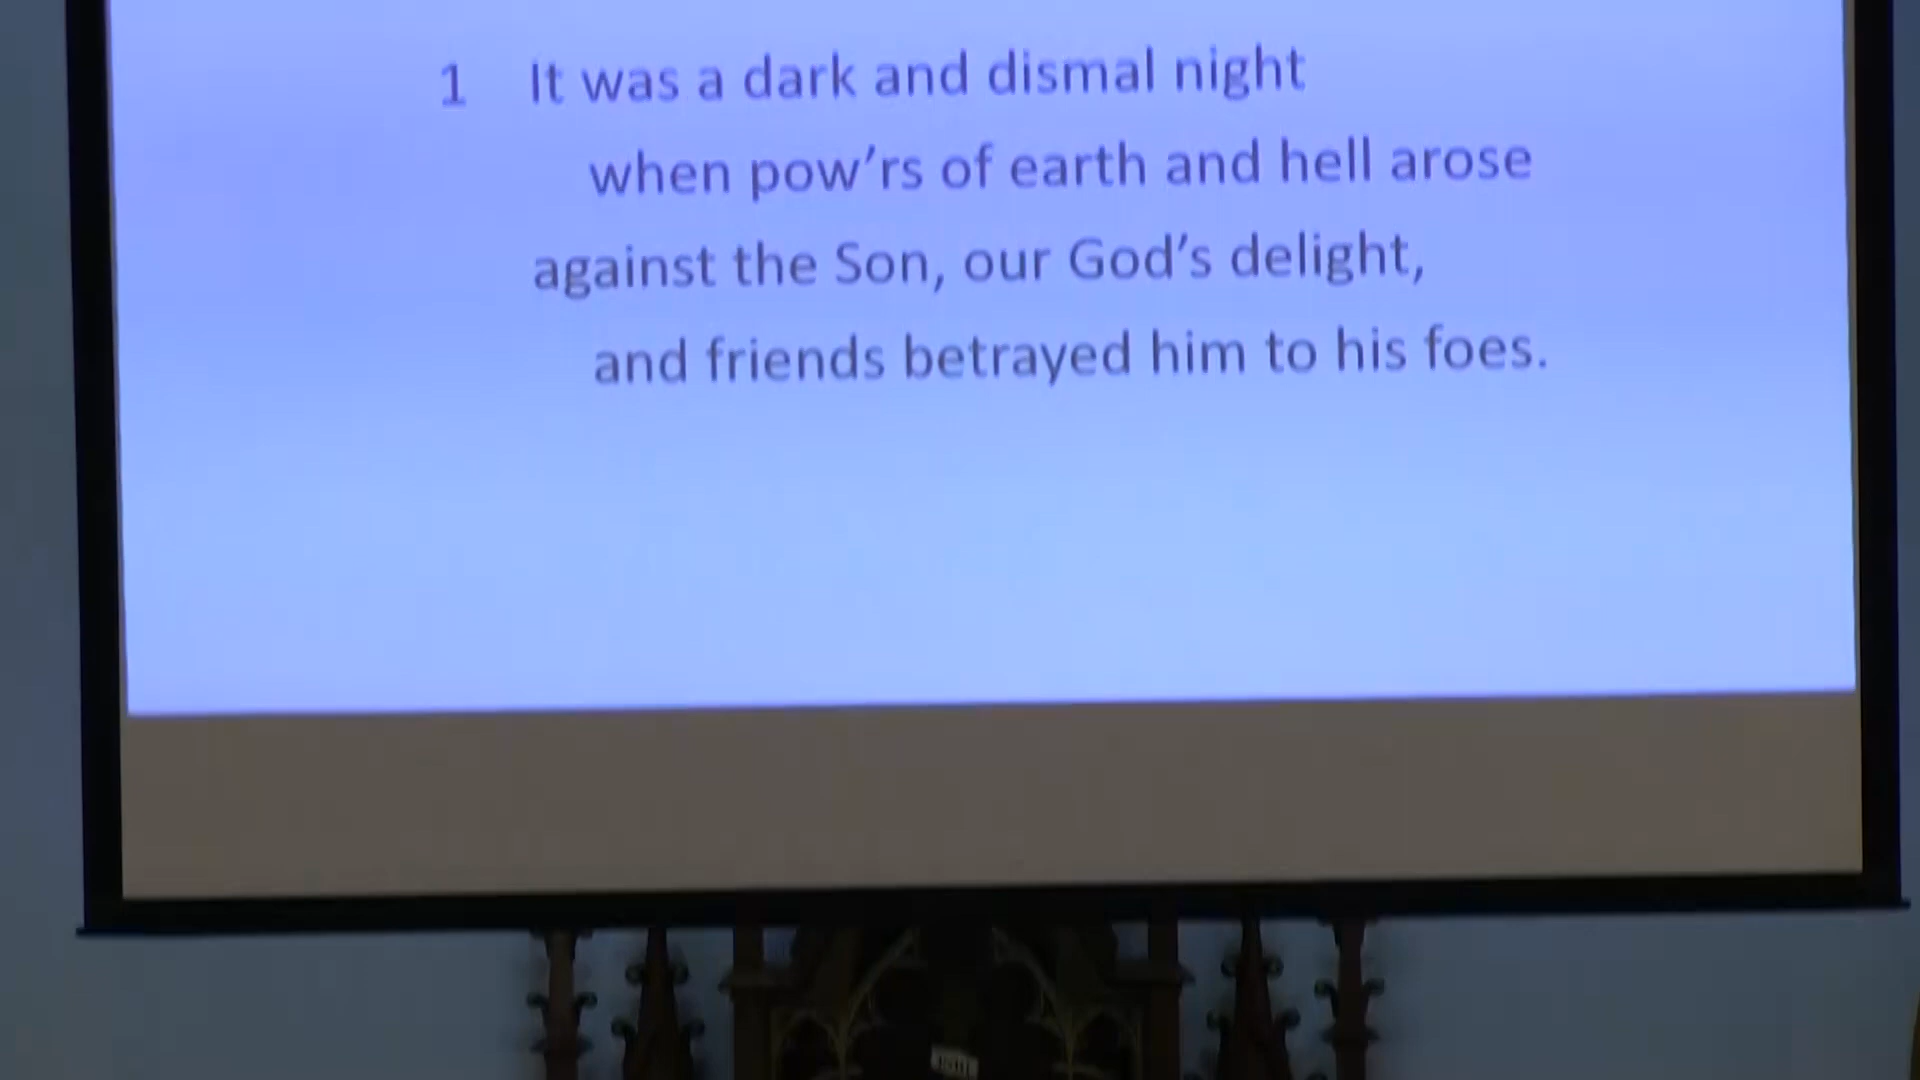 1 It was a dark and dismal night
when pow’rs of earth and hell arose
against the Son, our God’s delight,
and friends betrayed him to his foes.